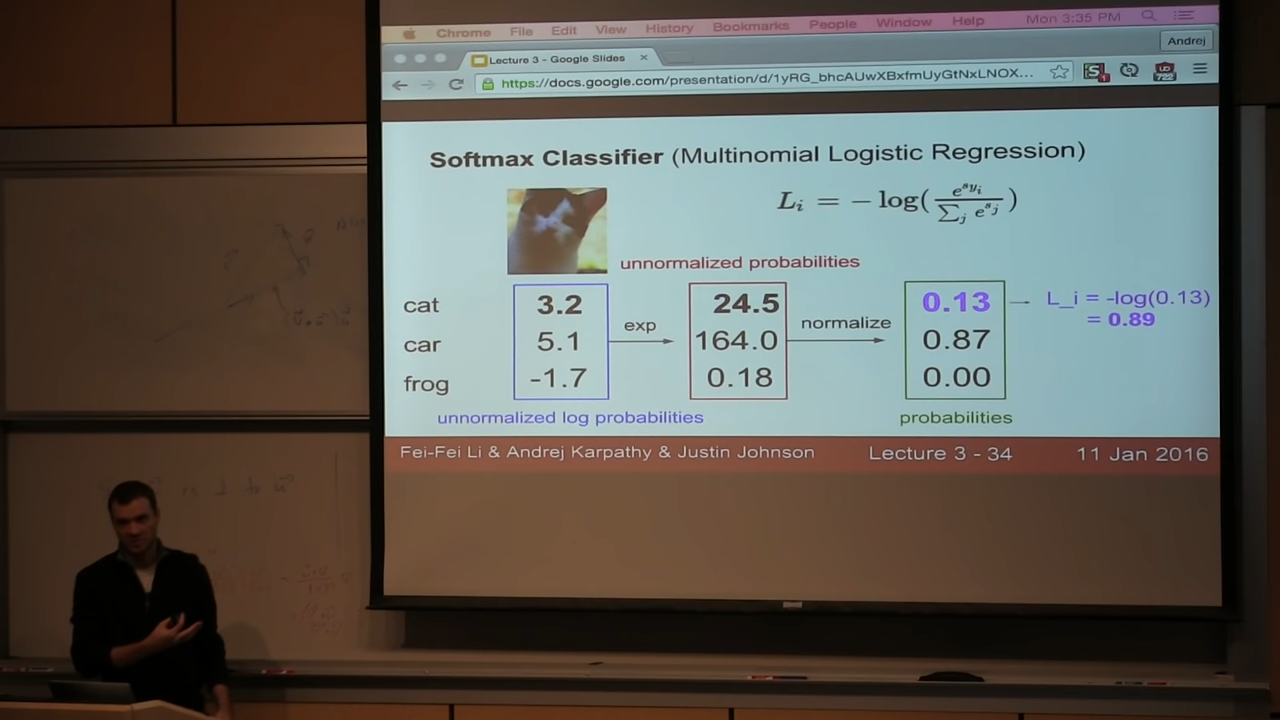 Chrome File Edit View History Bookmarks People Window Help Mon 3:35 PM
Lecture 3 - Google Slides × Andrej
https://docs.google.com/presentation/d/1yRG_bhcAUwXBxfmUyGtNxLNOX...
Softmax Classifier (Multinomial Logistic Regression)
L_i = − log( e^{s_{y_i}} / ∑_j e^{s_j} )
unnormalized probabilities
cat 3.2 24.5 0.13 → L_i = -log(0.13)
= 0.89
exp normalize
car 5.1 164.0 0.87
frog -1.7 0.18 0.00
unnormalized log probabilities probabilities
Fei-Fei Li & Andrej Karpathy & Justin Johnson Lecture 3 - 34 11 Jan 2016